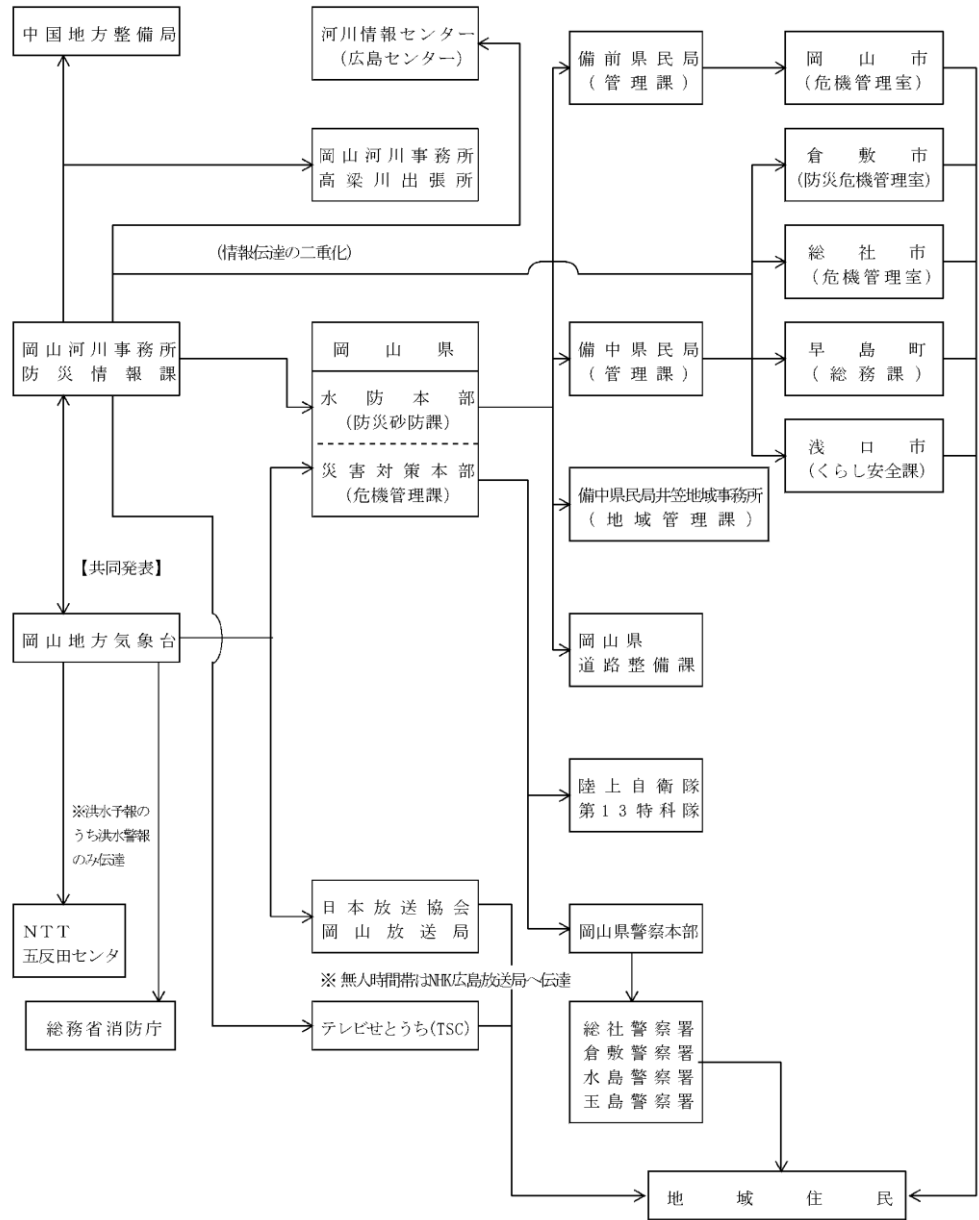 中国地方整備局
河川情報センター
(広島センター)
備前県民局
(管理課)
岡山市
(危機管理室)
岡山河川事務所
高梁川出張所
倉敷市
(防災危機管理室)
(情報伝達の二重化)
総社市
(危機管理室)
岡山河川事務所
防災情報課
岡山県
水防本部
(防災砂防課)
災害対策本部
(危機管理課)
備中県民局
(管理課)
早島町
(総務課)
浅口市
(くらし安全課)
備中県民局井笠地域事務所
(地域管理課)
【共同発表】
岡山地方気象台
岡山県
道路整備課
陸上自衛隊
第13特科隊
※洪水予報の
うち洪水警報
のみ伝達
NTT
五反田センタ
日本放送協会
岡山放送局
岡山県警察本部
※ 無人時間帯はNHK広島放送局へ伝達
総務省消防庁
テレビせとうち(TSC)
総社警察署
倉敷警察署
水島警察署
玉島警察署
地域住民